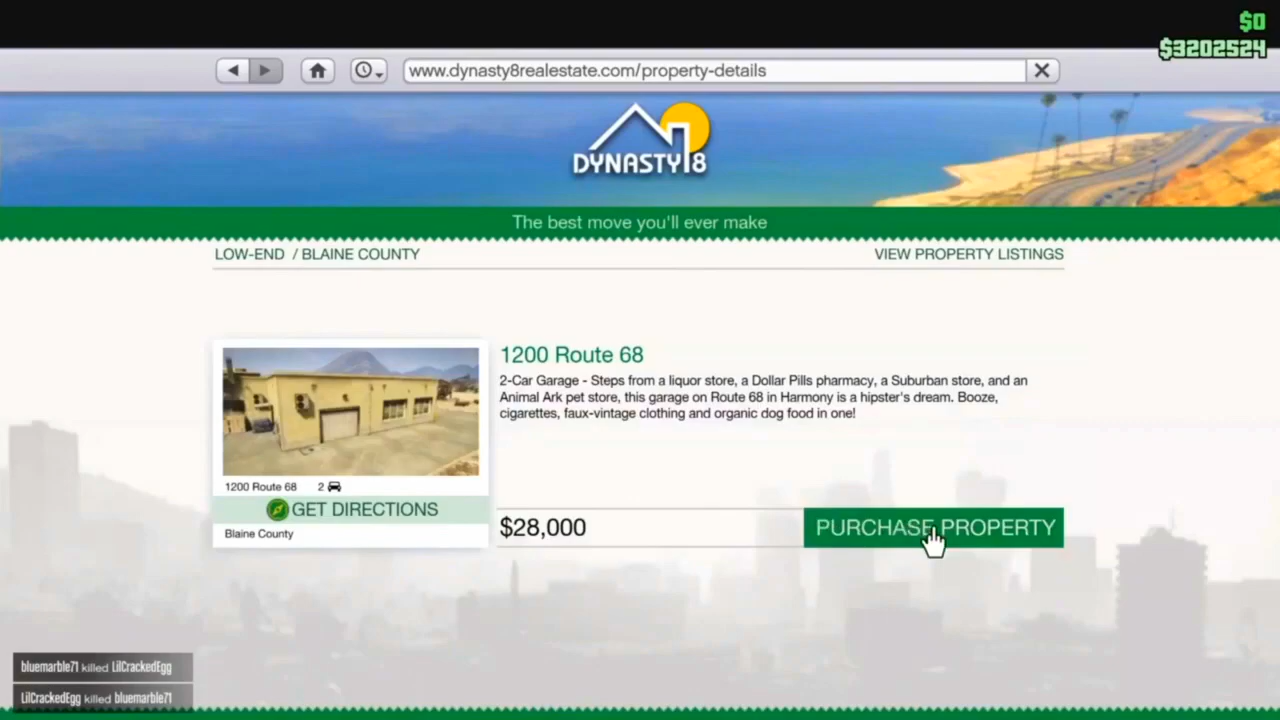 $0
$3202524
www.dynasty8realestate.com/property-details
DYNASTY 8
The best move you'll ever make
LOW-END / BLAINE COUNTY
VIEW PROPERTY LISTINGS
1200 Route 68
2-Car Garage - Steps from a liquor store, a Dollar Pills pharmacy, a Suburban store, and an
Animal Ark pet store, this garage on Route 68 in Harmony is a hipster's dream. Booze,
cigarettes, faux-vintage clothing and organic dog food in one!
1200 Route 68 2
GET DIRECTIONS
Blaine County
$28,000
PURCHASE PROPERTY
bluemarble71 killed LilCrackedEgg
LilCrackedEgg killed bluemarble71